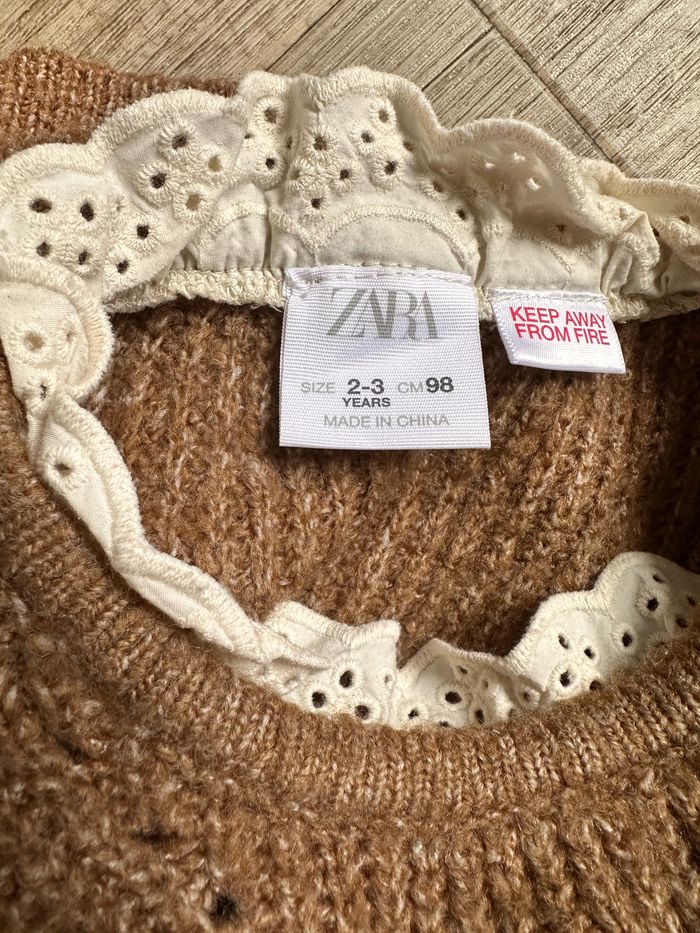 ZARA
SIZE 2-3 CM 98
YEARS
MADE IN CHINA
KEEP AWAY
FROM FIRE